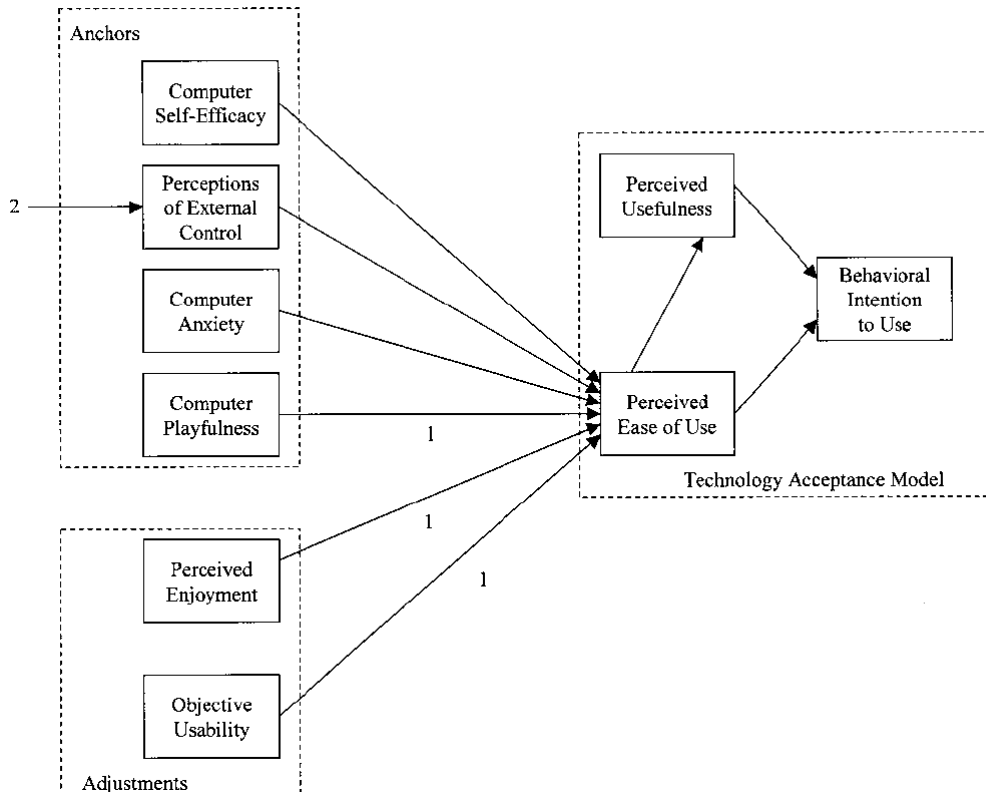 Anchors
Computer
Self-Efficacy
2
Perceptions
of External
Control
Computer
Anxiety
Computer
Playfulness
1
Perceived
Usefulness
Behavioral
Intention
to Use
Perceived
Ease of Use
Technology Acceptance Model
1
Perceived
Enjoyment
1
Objective
Usability
Adjustments